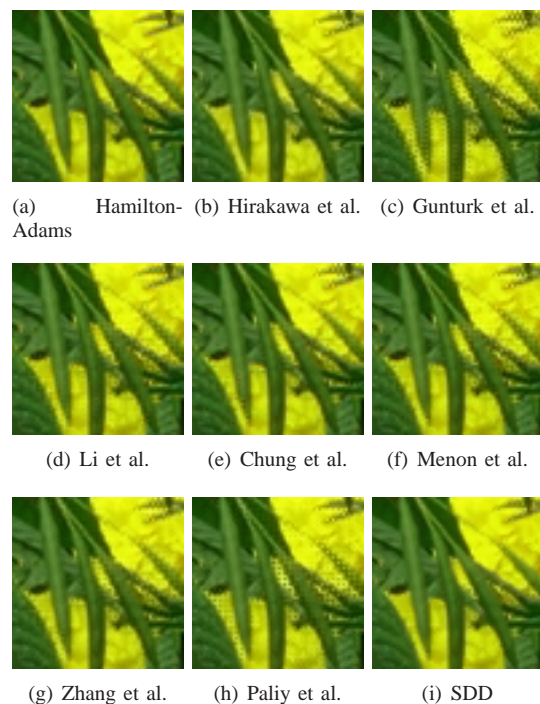 (a) Hamilton-
Adams
(b) Hirakawa et al.
(c) Gunturk et al.
(d) Li et al.
(e) Chung et al.
(f) Menon et al.
(g) Zhang et al.
(h) Paliy et al.
(i) SDD